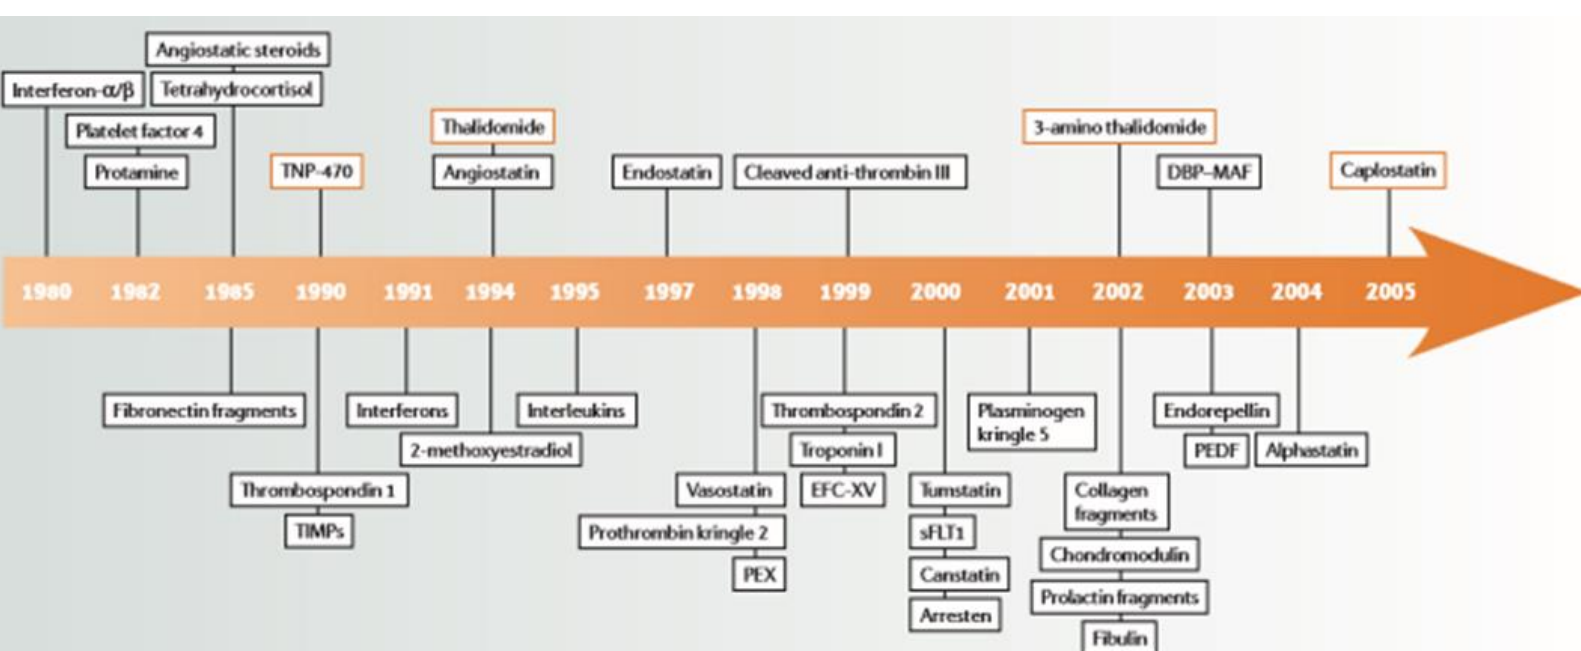 Angiostatic steroids
Interferon-α/β
Tetrahydrocortisol
Platelet factor 4
Protamine
TNP-470
Thalidomide
Angiostatin
Endostatin
Cleaved anti-thrombin III
3-amino thalidomide
DBP–MAF
Caplostatin
1980 1982 1985 1990 1991 1994 1995 1997 1998 1999 2000 2001 2002 2003 2004 2005
Fibronectin fragments
Thrombospondin 1
TIMPs
Interferons
2-methoxyestradiol
Interleukins
Vasostatin
Prothrombin kringle 2
PEX
Thrombospondin 2
Troponin I
EFC-XV
Tumstatin
sFLT1
Canstatin
Arresten
Plasminogen
kringle 5
Collagen
fragments
Chondromodulin
Prolactin fragments
Fibulin
Endorepellin
PEDF
Alphastatin